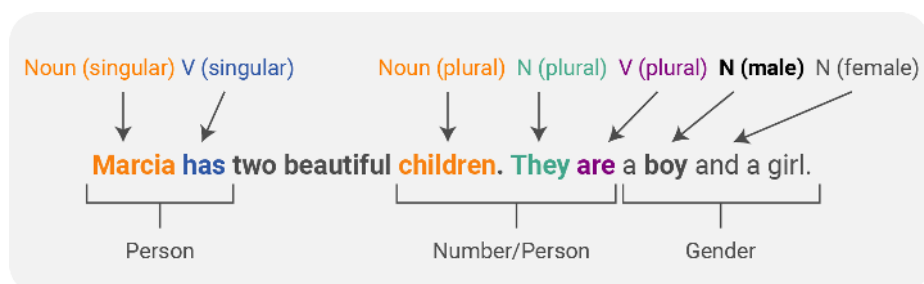 Noun (singular) V (singular) Noun (plural) N (plural) V (plural) N (male) N (female)
Marcia has two beautiful children. They are a boy and a girl.
Person Number/Person Gender